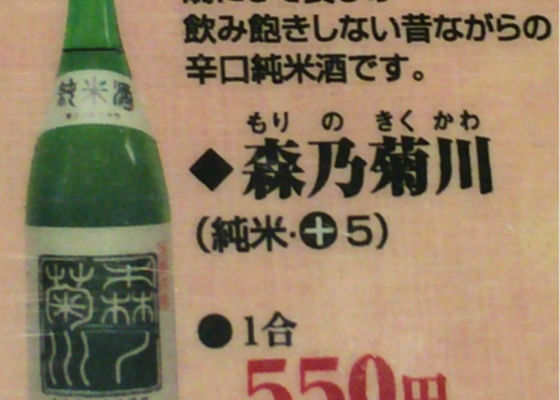 飲み飽きしない昔ながらの
辛口純米酒です。
純米酒
もり の きく かわ
◆森乃菊川
(純米・⊕5)
森乃
菊川
●1合
550円